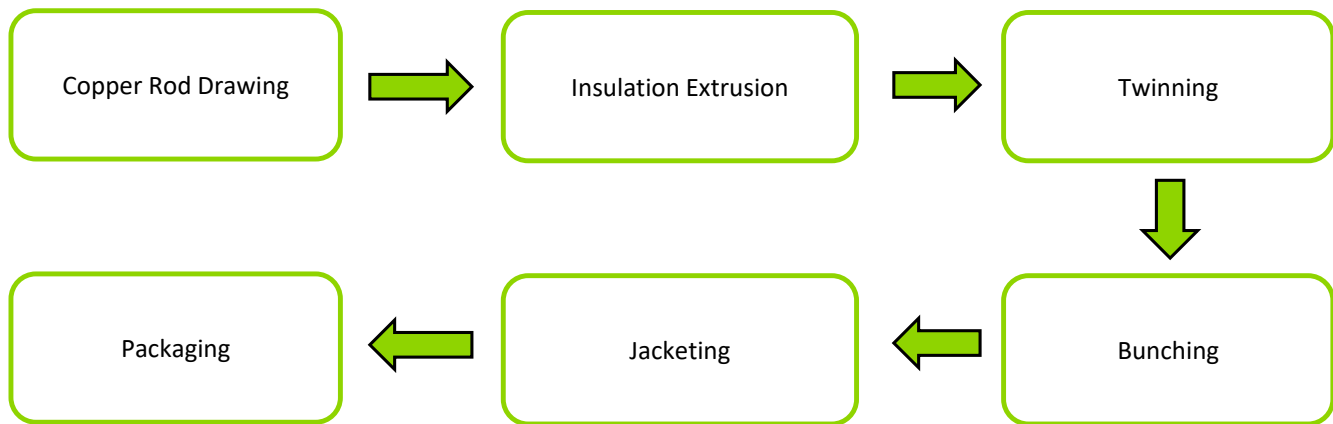 Copper Rod Drawing
Insulation Extrusion
Twinning
Bunching
Jacketing
Packaging